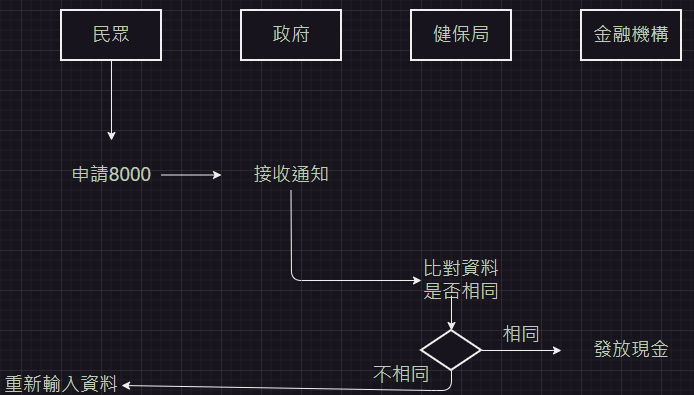 民眾
政府
健保局
金融機構
申請8000
接收通知
比對資料
是否相同
相同
發放現金
不相同
重新輸入資料